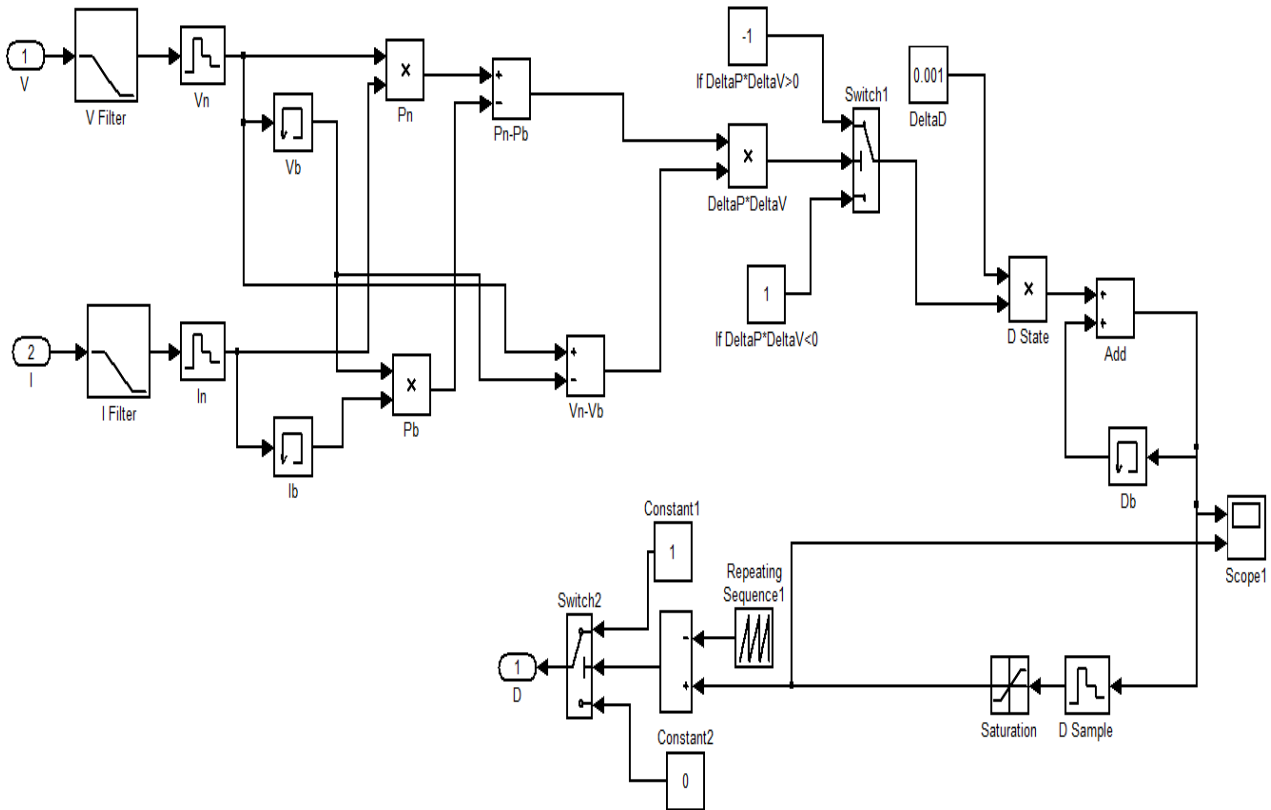 1
V
V Filter
Vn
Vb
×
Pn
+
−
Pn-Pb
-1
If DeltaP*DeltaV>0
×
DeltaP*DeltaV
Switch1
0.001
DeltaD
1
If DeltaP*DeltaV<0
2
I
I Filter
In
Ib
×
Pb
+
−
Vn-Vb
×
D State
+
+
Add
Db
Scope1
Constant1
1
Repeating
Sequence1
Switch2
1
D
−
+
Constant2
0
Saturation
D Sample